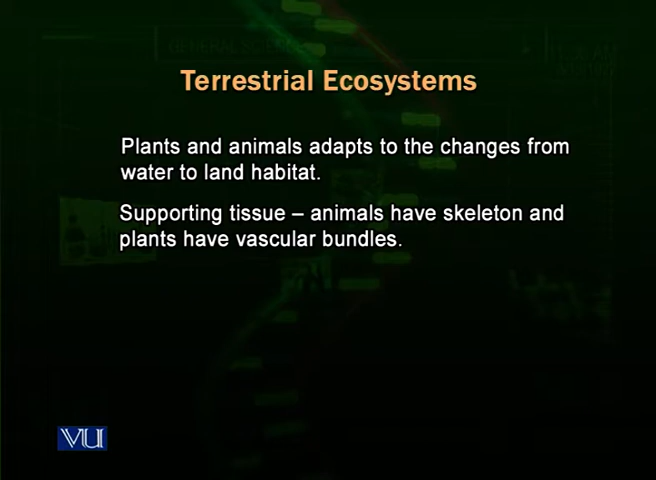 Terrestrial Ecosystems
Plants and animals adapts to the changes from
water to land habitat.
Supporting tissue – animals have skeleton and
plants have vascular bundles.
VU